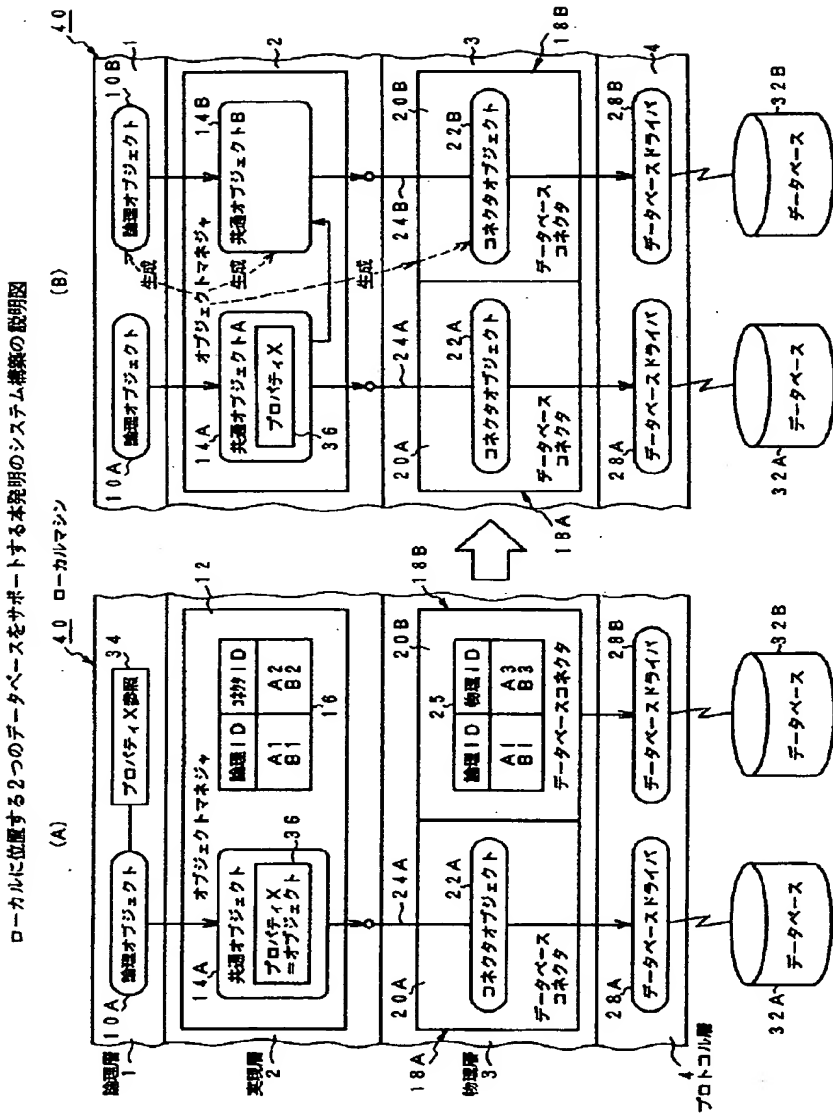 ローカルに位置する2つのデータベースをサポートする本発明のシステム構築の説明図
(A)
ローカルマシン
(B)
40
論理層
1
10A
論理オブジェクト
プロパティX参照
34
実現層
2
オブジェクトマネジャ
12
14A
共通オブジェクト
プロパティX
=オブジェクト
36
論理ID
コネクタID
A1
A2
B1
B2
16
物理層
3
18A
20A
24A
22A
コネクタオブジェクト
データベース
コネクタ
18B
20B
25
論理ID
物理ID
A1
A3
B1
B3
データベースコネクタ
4
プロトコル層
28A
データベースドライバ
28B
データベースドライバ
32A
データベース
32B
データベース
40
1
10A
論理オブジェクト
10B
論理オブジェクト
生成
2
オブジェクトマネジャ
14A
共通オブジェクトA
プロパティX
36
生成
14B
共通オブジェクトB
生成
3
18A
20A
24A
22A
コネクタオブジェクト
データベース
コネクタ
18B
20B
24B
22B
コネクタオブジェクト
データベース
コネクタ
4
28A
データベースドライバ
28B
データベースドライバ
32A
データベース
32B
データベース